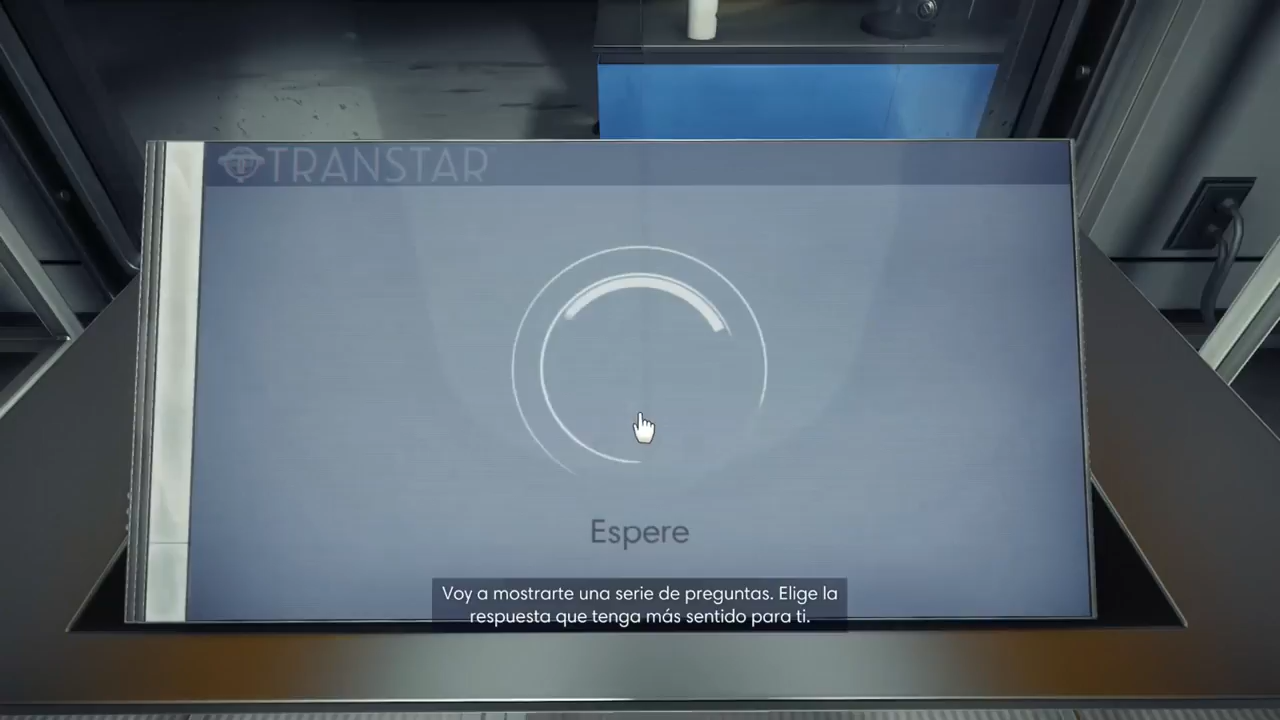 TRANSTAR
Espere
Voy a mostrarte una serie de preguntas. Elige la
respuesta que tenga más sentido para ti.